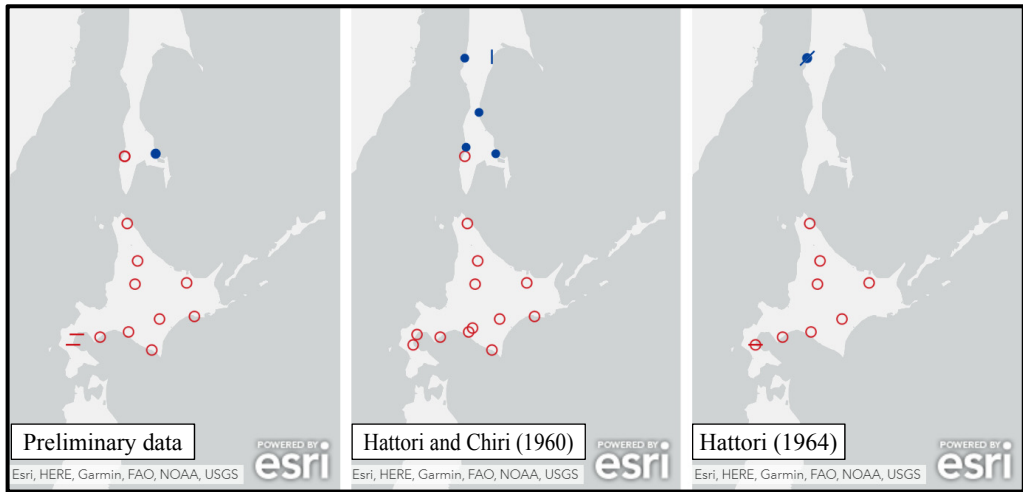 Preliminary data
POWERED BY
esri
Esri, HERE, Garmin, FAO, NOAA, USGS
Hattori and Chiri (1960)
POWERED BY
esri
Esri, HERE, Garmin, FAO, NOAA, USGS
Hattori (1964)
POWERED BY
esri
Esri, HERE, Garmin, FAO, NOAA, USGS